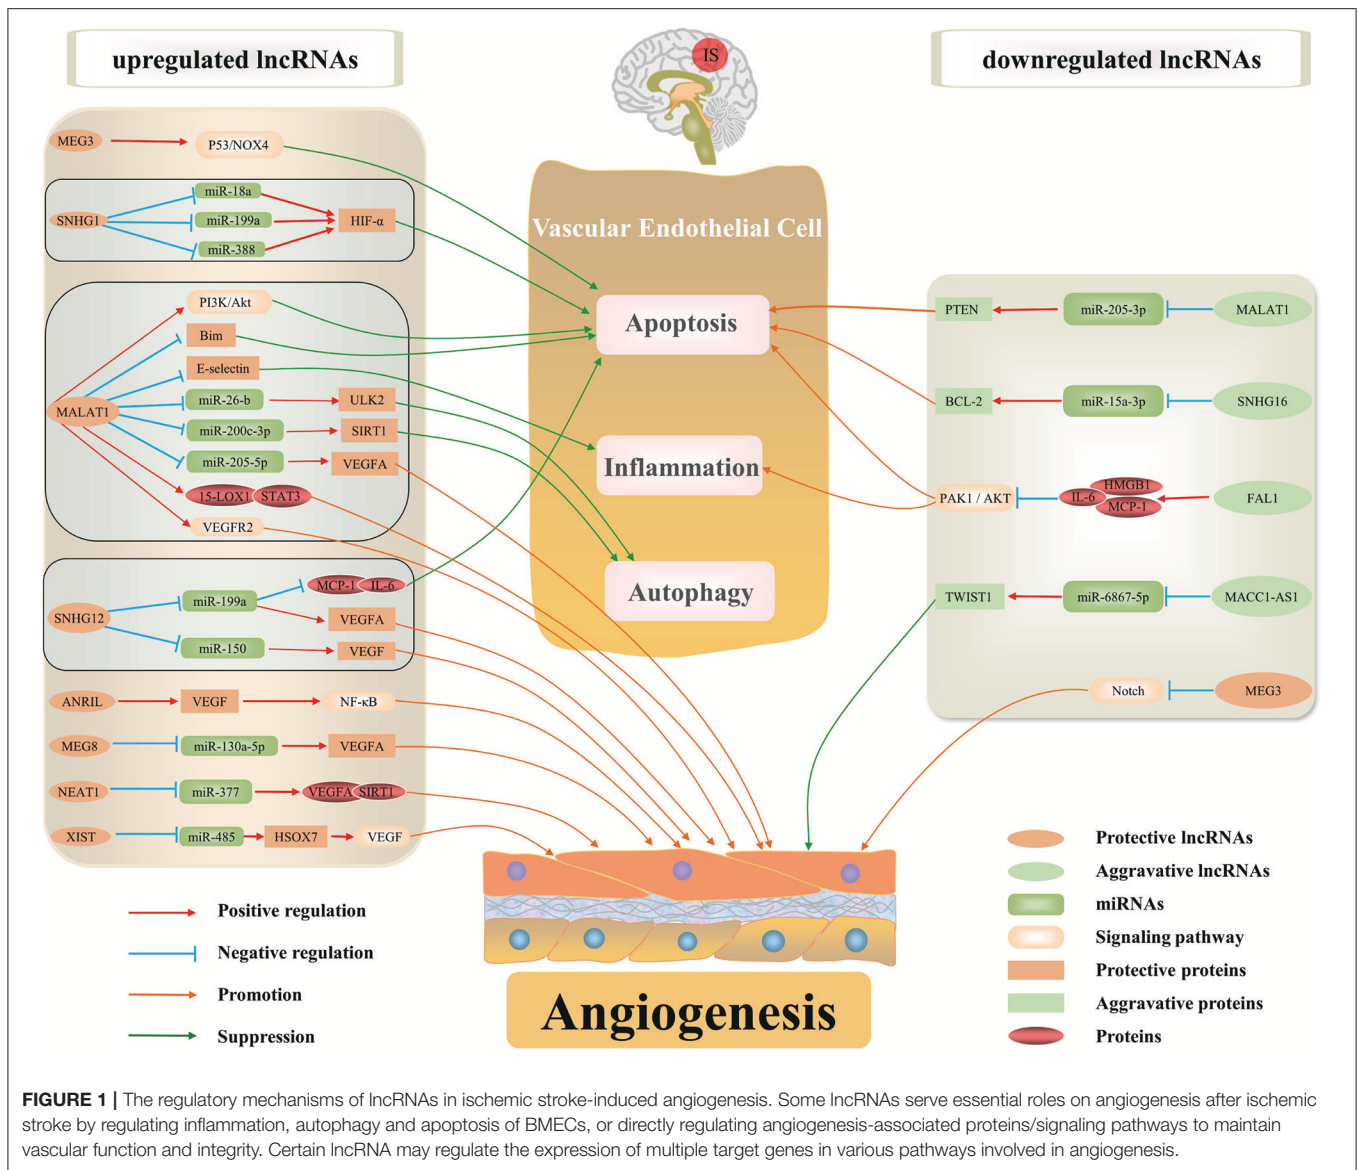 upregulated lncRNAs
IS
downregulated lncRNAs
MEG3
P53/NOX4
SNHG1
miR-18a
miR-199a
miR-388
HIF-α
MALAT1
PI3K/Akt
Bim
E-selectin
miR-26-b
ULK2
miR-200c-3p
SIRT1
miR-205-5p
VEGFA
15-LOX1
STAT3
VEGFR2
SNHG12
miR-199a
MCP-1
IL-6
VEGFA
miR-150
VEGF
ANRIL
VEGF
NF-κB
MEG8
miR-130a-5p
VEGFA
NEAT1
miR-377
VEGFA
SIRT1
XIST
miR-485
HSOX7
VEGF
Vascular Endothelial Cell
Apoptosis
Inflammation
Autophagy
PTEN
miR-205-3p
MALAT1
BCL-2
miR-15a-3p
SNHG16
PAK1 / AKT
IL-6
HMGB1
MCP-1
FAL1
TWIST1
miR-6867-5p
MACC1-AS1
Notch
MEG3
Positive regulation
Negative regulation
Promotion
Suppression
Angiogenesis
Protective lncRNAs
Aggravative lncRNAs
miRNAs
Signaling pathway
Protective proteins
Aggravative proteins
Proteins
FIGURE 1 | The regulatory mechanisms of lncRNAs in ischemic stroke-induced angiogenesis. Some lncRNAs serve essential roles on angiogenesis after ischemic
stroke by regulating inflammation, autophagy and apoptosis of BMECs, or directly regulating angiogenesis-associated proteins/signaling pathways to maintain
vascular function and integrity. Certain lncRNA may regulate the expression of multiple target genes in various pathways involved in angiogenesis.